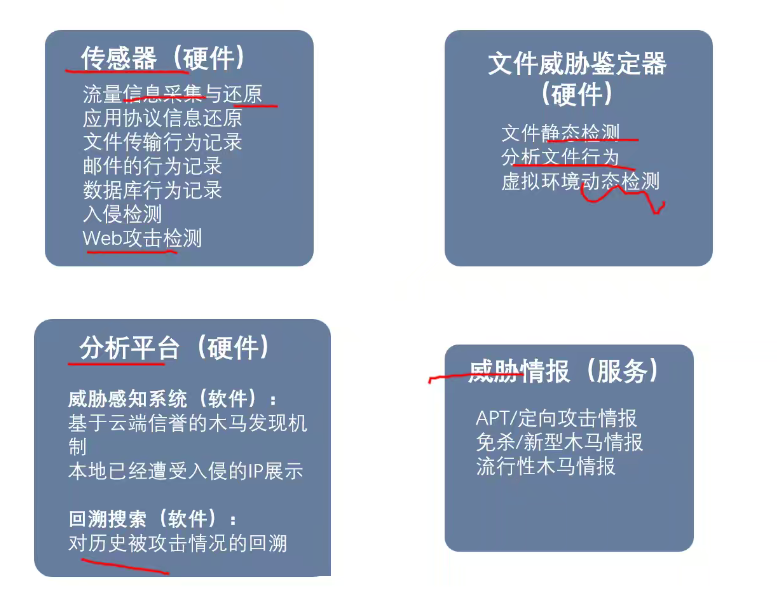 传感器（硬件）
流量信息采集与还原
应用协议信息还原
文件传输行为记录
邮件的行为记录
数据库行为记录
入侵检测
Web攻击检测
文件威胁鉴定器
（硬件）
文件静态检测
分析文件行为
虚拟环境动态检测
分析平台（硬件）
威胁感知系统（软件）：
基于云端信誉的木马发现机
制
本地已经遭受入侵的IP展示
回溯搜索（软件）：
对历史被攻击情况的回溯
威胁情报（服务）
APT/定向攻击情报
免杀/新型木马情报
流行性木马情报